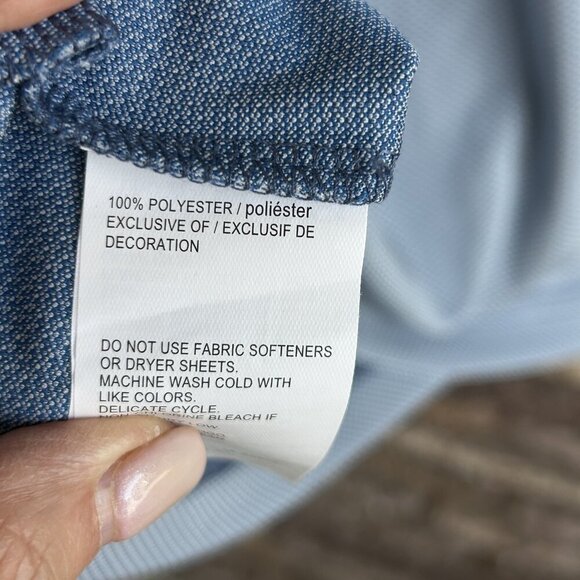 100% POLYESTER / poliéster
EXCLUSIVE OF / EXCLUSIF DE
DECORATION
DO NOT USE FABRIC SOFTENERS
OR DRYER SHEETS.
MACHINE WASH COLD WITH
LIKE COLORS.
DELICATE CYCLE.
BLEACH IF